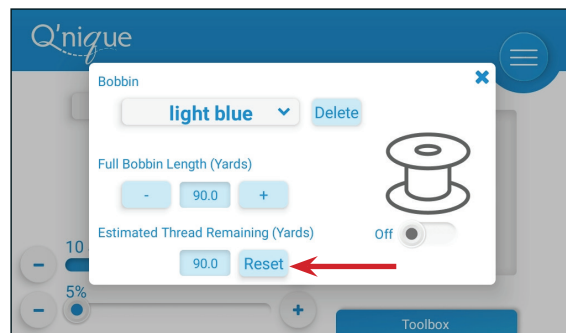 Q'nique
Bobbin
light blue
Delete
Full Bobbin Length (Yards)
- 90.0 +
Estimated Thread Remaining (Yards)
Off
90.0 Reset
10
-
5%
- +
Toolbox